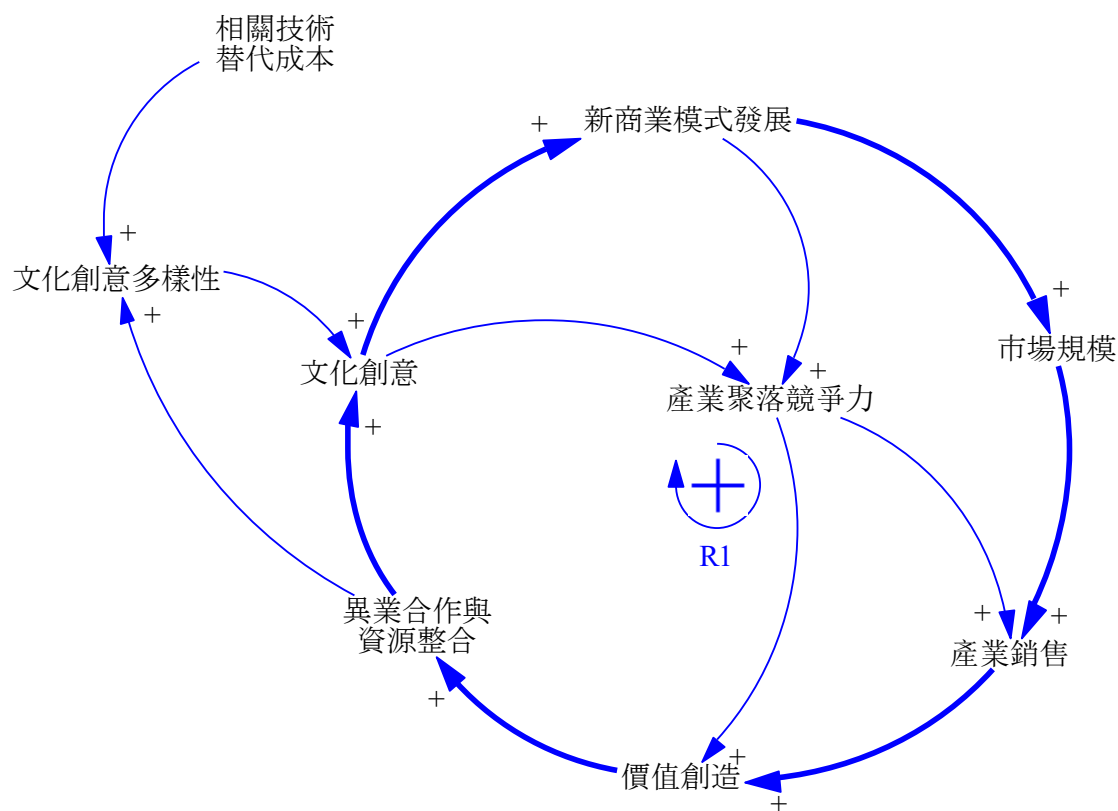 相關技術
替代成本
+
新商業模式發展
+
文化創意多樣性
+
+
+
文化創意
+
+
+
產業聚落競爭力
+
市場規模
R1
異業合作與
資源整合
+
+
+
產業銷售
+
價值創造
+